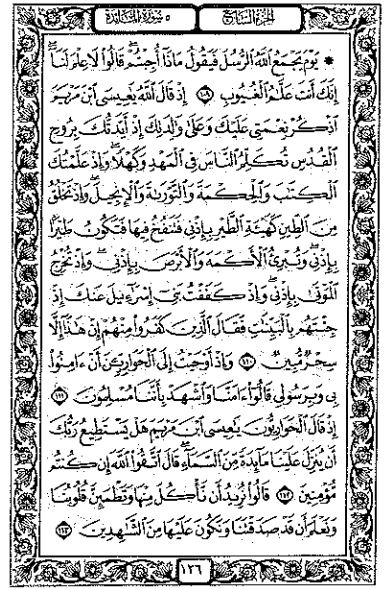 الجزء السابع ٥ سورة المائدة
۞ يَوْمَ يَجْمَعُ ٱللَّهُ ٱلرُّسُلَ فَيَقُولُ مَاذَآ أُجِبْتُمْ ۖ قَالُوا۟ لَا عِلْمَ لَنَآ ۖ
إِنَّكَ أَنتَ عَلَّٰمُ ٱلْغُيُوبِ ١٠٩ إِذْ قَالَ ٱللَّهُ يَٰعِيسَى ٱبْنَ مَرْيَمَ
ٱذْكُرْ نِعْمَتِى عَلَيْكَ وَعَلَىٰ وَٰلِدَتِكَ إِذْ أَيَّدتُّكَ بِرُوحِ
ٱلْقُدُسِ تُكَلِّمُ ٱلنَّاسَ فِى ٱلْمَهْدِ وَكَهْلًا ۖ وَإِذْ عَلَّمْتُكَ
ٱلْكِتَٰبَ وَٱلْحِكْمَةَ وَٱلتَّوْرَىٰةَ وَٱلْإِنجِيلَ ۖ وَإِذْ تَخْلُقُ
مِنَ ٱلطِّينِ كَهَيْـَٔةِ ٱلطَّيْرِ بِإِذْنِى فَتَنفُخُ فِيهَا فَتَكُونُ طَيْرًۢا
بِإِذْنِى ۖ وَتُبْرِئُ ٱلْأَكْمَهَ وَٱلْأَبْرَصَ بِإِذْنِى ۖ وَإِذْ تُخْرِجُ
ٱلْمَوْتَىٰ بِإِذْنِى ۖ وَإِذْ كَفَفْتُ بَنِىٓ إِسْرَٰٓءِيلَ عَنكَ إِذْ
جِئْتَهُم بِٱلْبَيِّنَٰتِ فَقَالَ ٱلَّذِينَ كَفَرُوا۟ مِنْهُمْ إِنْ هَٰذَآ إِلَّا
سِحْرٌ مُّبِينٌ ١١٠ وَإِذْ أَوْحَيْتُ إِلَى ٱلْحَوَارِيِّـۧنَ أَنْ ءَامِنُوا۟
بِى وَبِرَسُولِى قَالُوٓا۟ ءَامَنَّا وَٱشْهَدْ بِأَنَّنَا مُسْلِمُونَ ١١١
إِذْ قَالَ ٱلْحَوَارِيُّونَ يَٰعِيسَى ٱبْنَ مَرْيَمَ هَلْ يَسْتَطِيعُ رَبُّكَ
أَن يُنَزِّلَ عَلَيْنَا مَآئِدَةً مِّنَ ٱلسَّمَآءِ ۖ قَالَ ٱتَّقُوا۟ ٱللَّهَ إِن كُنتُم
مُّؤْمِنِينَ ١١٢ قَالُوا۟ نُرِيدُ أَن نَّأْكُلَ مِنْهَا وَتَطْمَئِنَّ قُلُوبُنَا
وَنَعْلَمَ أَن قَدْ صَدَقْتَنَا وَنَكُونَ عَلَيْهَا مِنَ ٱلشَّٰهِدِينَ ١١٣
١٢٦